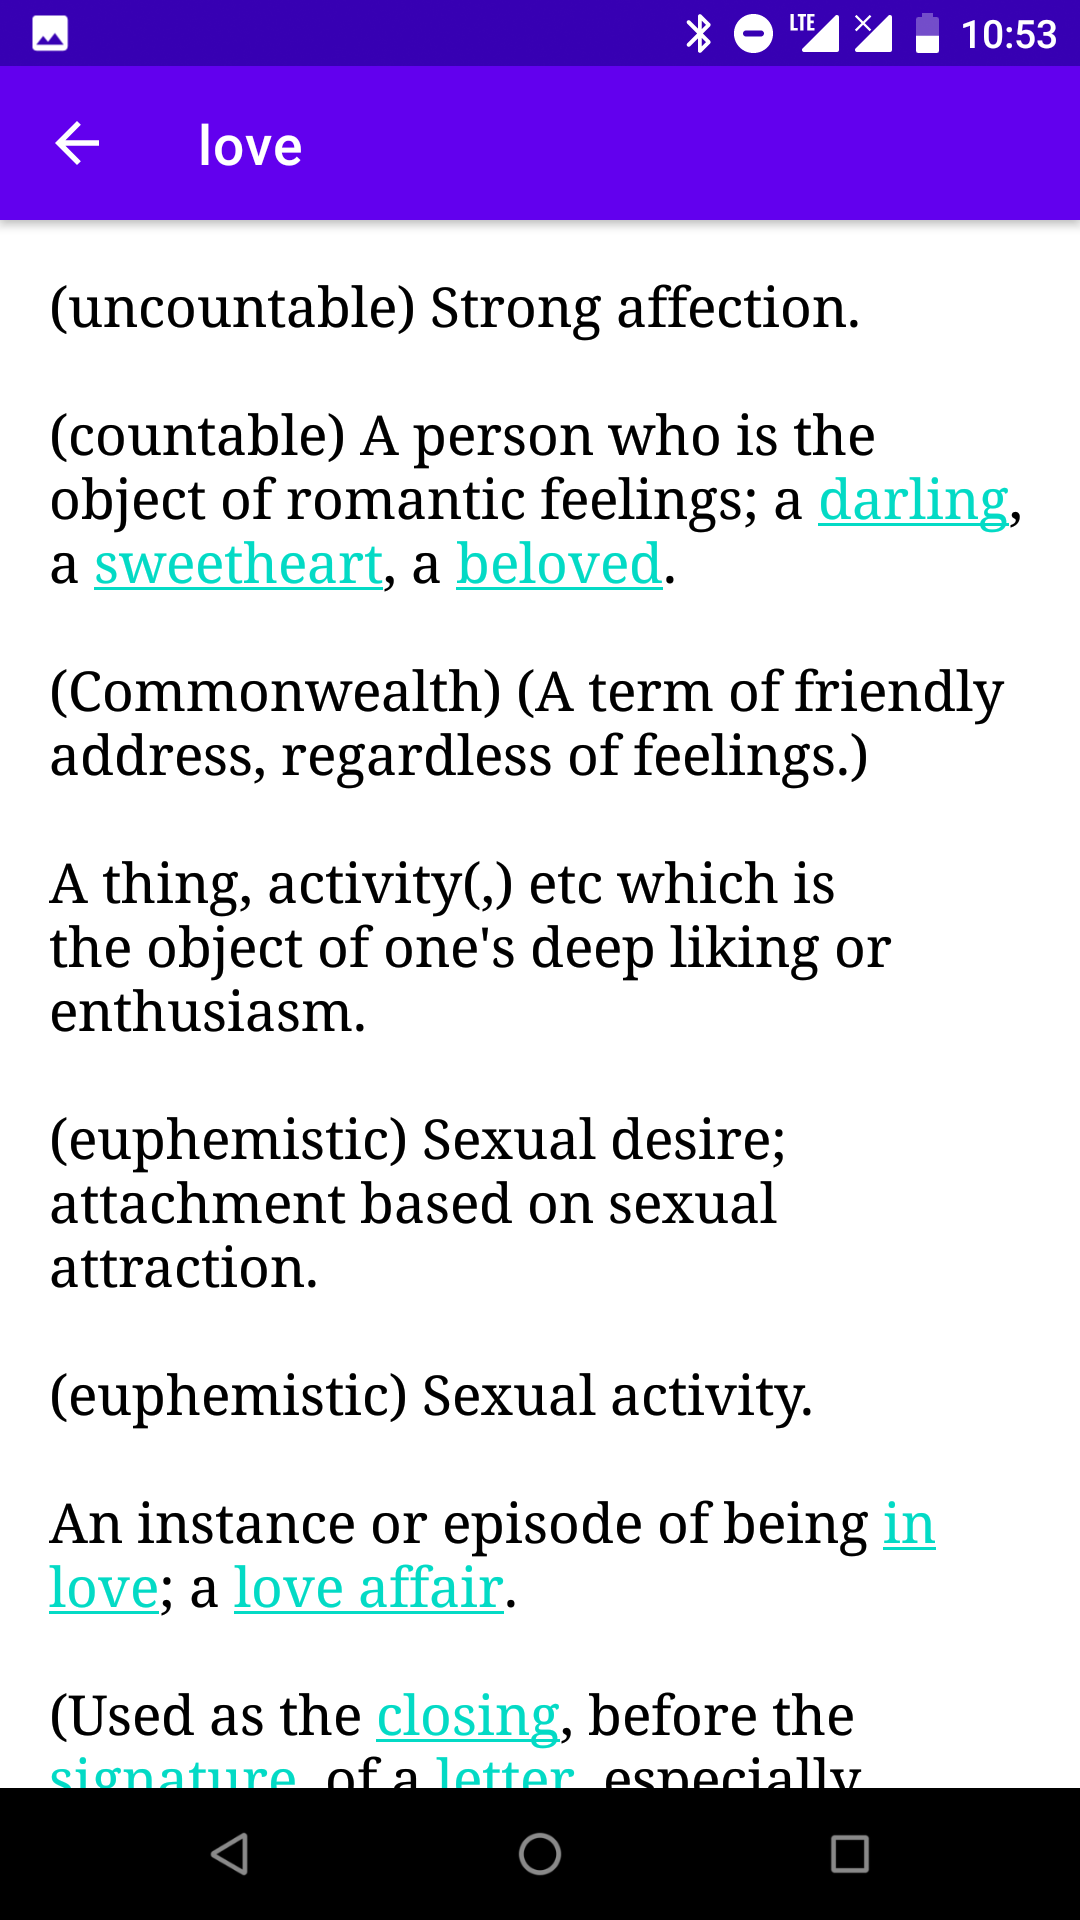 LTE 10:53
love
(uncountable) Strong affection.
(countable) A person who is the
object of romantic feelings; a darling,
a sweetheart, a beloved.
(Commonwealth) (A term of friendly
address, regardless of feelings.)
A thing, activity(,) etc which is
the object of one's deep liking or
enthusiasm.
(euphemistic) Sexual desire;
attachment based on sexual
attraction.
(euphemistic) Sexual activity.
An instance or episode of being in
love; a love affair.
(Used as the closing, before the
signature, of a letter, especially